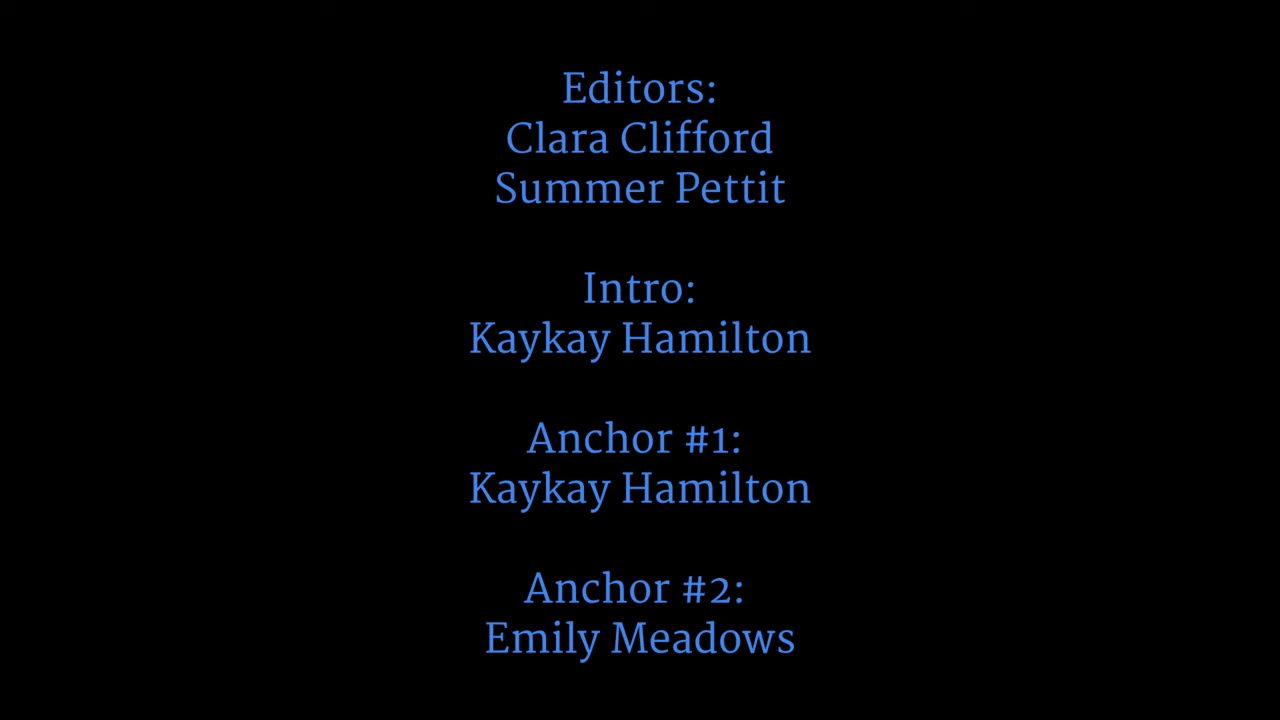 Editors:
Clara Clifford
Summer Pettit
Intro:
Kaykay Hamilton
Anchor #1:
Kaykay Hamilton
Anchor #2:
Emily Meadows